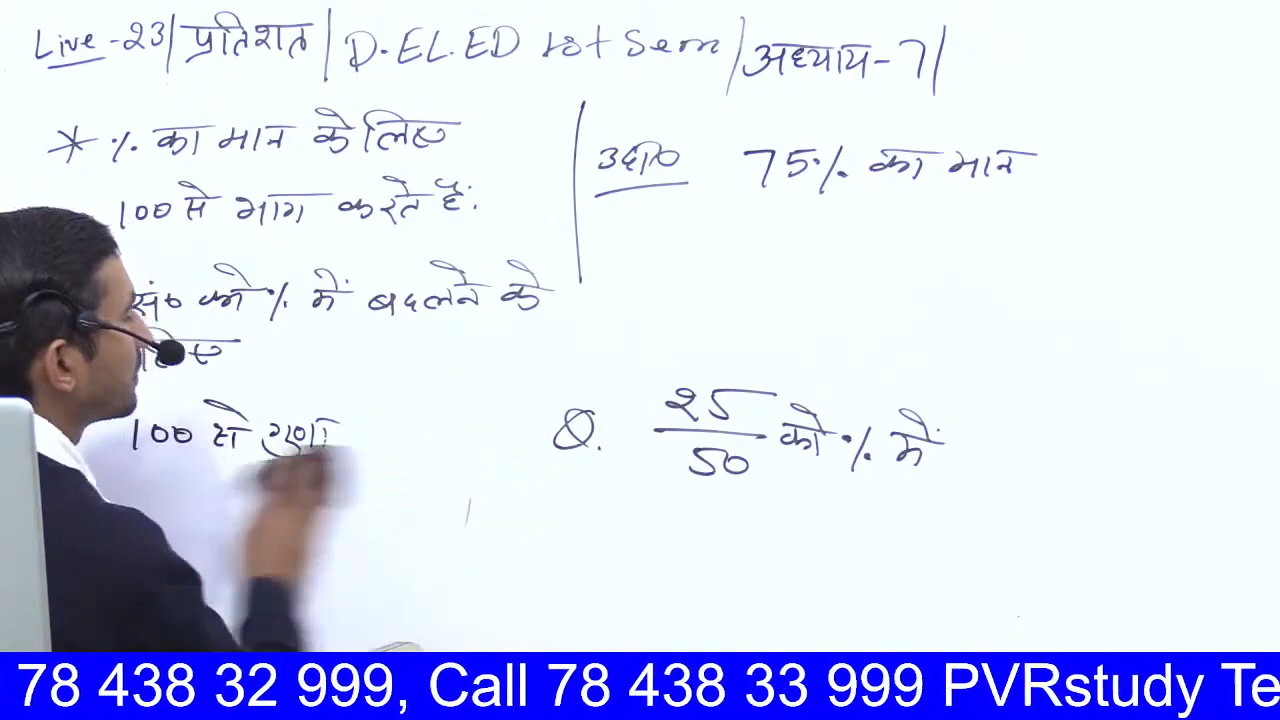 Live-23|प्रतिशत|D.EL.ED 1st Sem|अध्याय-7|
* % का मान के लिए
100 से भाग करते हैं.
सं० को % में बदलने के
लिए
100 से गुणा
उदा० 75% का मान
Q. 25/50 को % में
78 438 32 999, Call 78 438 33 999 PVRstudy Te